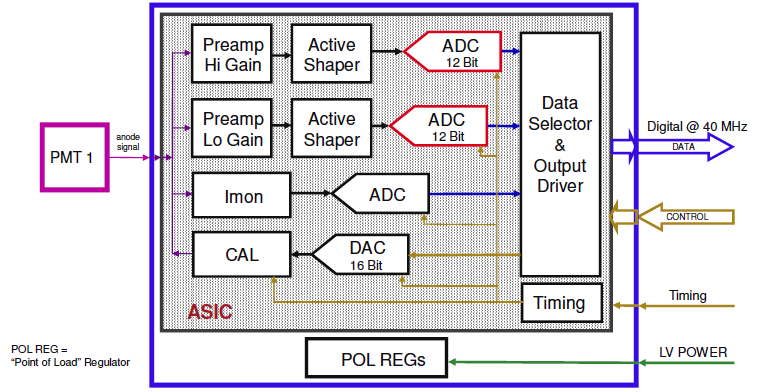 Preamp
Hi Gain
Active
Shaper
ADC
12 Bit
Preamp
Lo Gain
Active
Shaper
ADC
12 Bit
Data
Selector
&
Output
Driver
Digital @ 40 MHz
DATA
PMT 1
anode
signal
Imon
ADC
CONTROL
CAL
DAC
16 Bit
ASIC
Timing
Timing
POL REG =
“Point of Load” Regulator
POL REGs
LV POWER